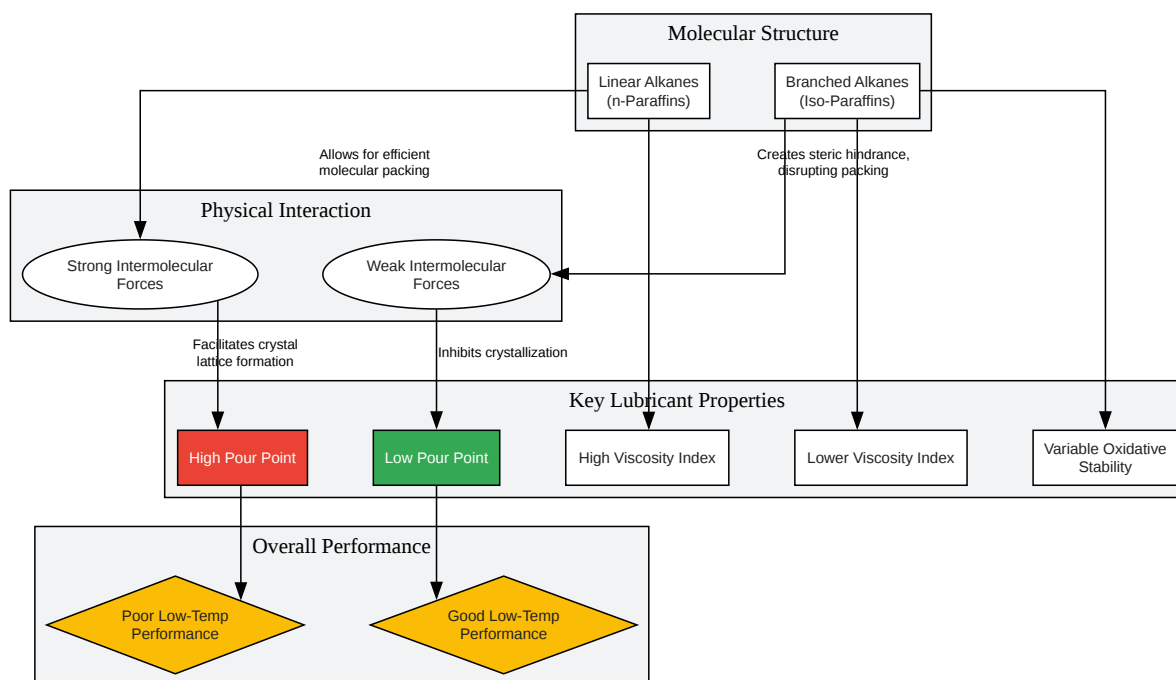 Molecular Structure
Linear Alkanes
(n-Paraffins)
Branched Alkanes
(Iso-Paraffins)
Allows for efficient
molecular packing
Creates steric hindrance,
disrupting packing
Physical Interaction
Strong Intermolecular
Forces
Weak Intermolecular
Forces
Facilitates crystal
lattice formation
Inhibits crystallization
Key Lubricant Properties
High Pour Point
Low Pour Point
High Viscosity Index
Lower Viscosity Index
Variable Oxidative
Stability
Overall Performance
Poor Low-Temp
Performance
Good Low-Temp
Performance